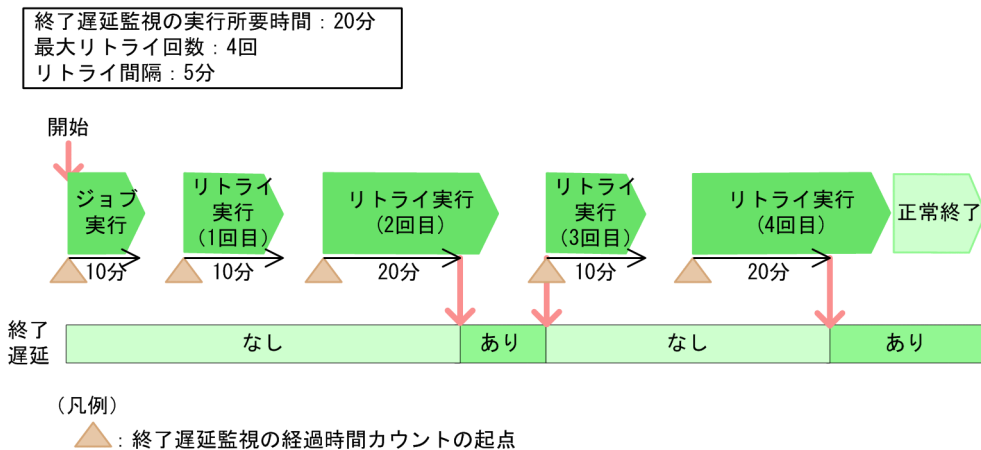 終了遅延監視の実行所要時間：20分
最大リトライ回数：4回
リトライ間隔：5分
開始
ジョブ
実行
リトライ
実行
(1回目)
リトライ実行
(2回目)
リトライ
実行
(3回目)
リトライ実行
(4回目)
正常終了
10分
10分
20分
10分
20分
終了
遅延
なし
あり
なし
あり
(凡例)
：終了遅延監視の経過時間カウントの起点